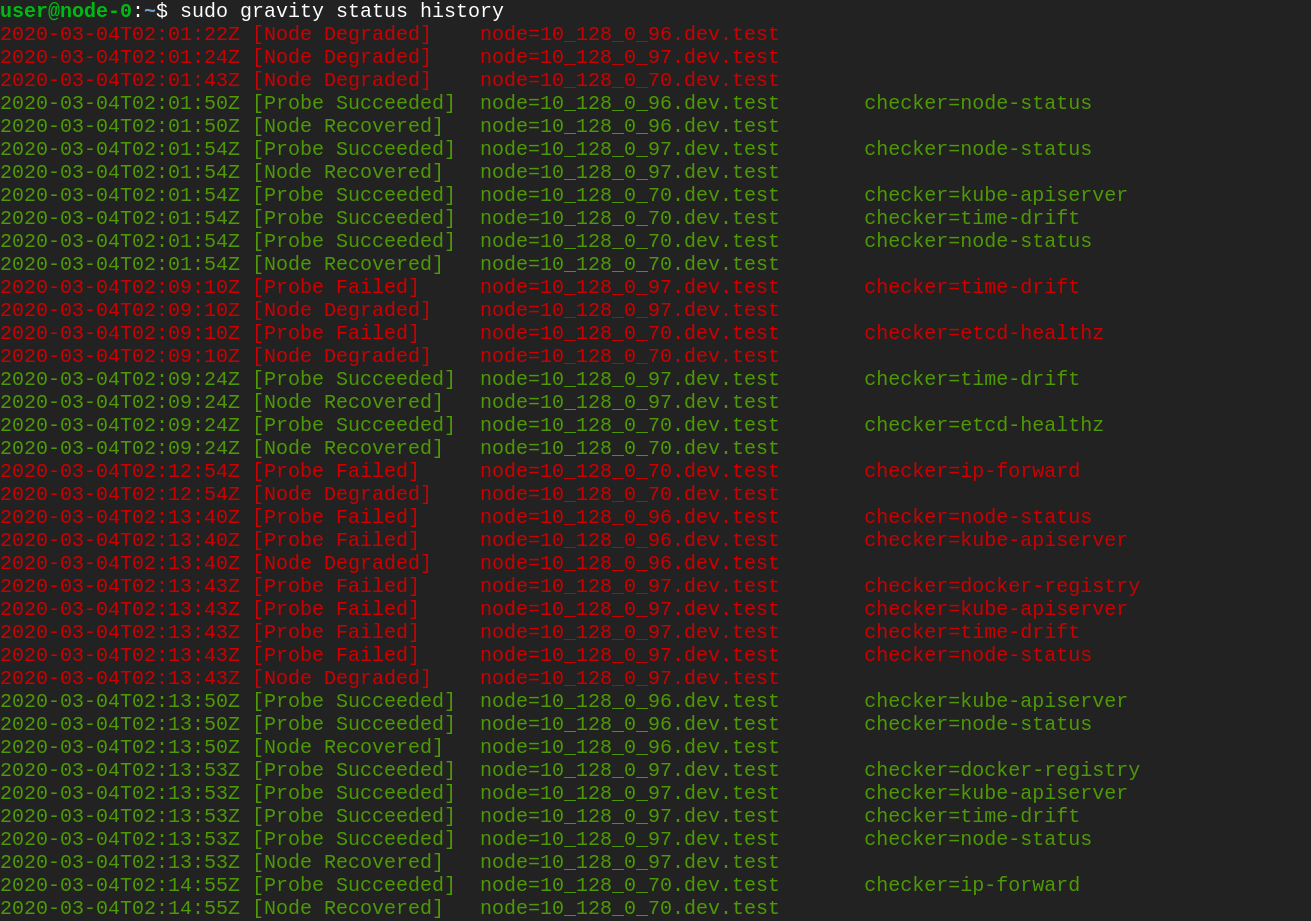 user@node-0:~$ sudo gravity status history
2020-03-04T02:01:22Z [Node Degraded]    node=10_128_0_96.dev.test
2020-03-04T02:01:24Z [Node Degraded]    node=10_128_0_97.dev.test
2020-03-04T02:01:43Z [Node Degraded]    node=10_128_0_70.dev.test
2020-03-04T02:01:50Z [Probe Succeeded]  node=10_128_0_96.dev.test       checker=node-status
2020-03-04T02:01:50Z [Node Recovered]   node=10_128_0_96.dev.test
2020-03-04T02:01:54Z [Probe Succeeded]  node=10_128_0_97.dev.test       checker=node-status
2020-03-04T02:01:54Z [Node Recovered]   node=10_128_0_97.dev.test
2020-03-04T02:01:54Z [Probe Succeeded]  node=10_128_0_70.dev.test       checker=kube-apiserver
2020-03-04T02:01:54Z [Probe Succeeded]  node=10_128_0_70.dev.test       checker=time-drift
2020-03-04T02:01:54Z [Probe Succeeded]  node=10_128_0_70.dev.test       checker=node-status
2020-03-04T02:01:54Z [Node Recovered]   node=10_128_0_70.dev.test
2020-03-04T02:09:10Z [Probe Failed]     node=10_128_0_97.dev.test       checker=time-drift
2020-03-04T02:09:10Z [Node Degraded]    node=10_128_0_97.dev.test
2020-03-04T02:09:10Z [Probe Failed]     node=10_128_0_70.dev.test       checker=etcd-healthz
2020-03-04T02:09:10Z [Node Degraded]    node=10_128_0_70.dev.test
2020-03-04T02:09:24Z [Probe Succeeded]  node=10_128_0_97.dev.test       checker=time-drift
2020-03-04T02:09:24Z [Node Recovered]   node=10_128_0_97.dev.test
2020-03-04T02:09:24Z [Probe Succeeded]  node=10_128_0_70.dev.test       checker=etcd-healthz
2020-03-04T02:09:24Z [Node Recovered]   node=10_128_0_70.dev.test
2020-03-04T02:12:54Z [Probe Failed]     node=10_128_0_70.dev.test       checker=ip-forward
2020-03-04T02:12:54Z [Node Degraded]    node=10_128_0_70.dev.test
2020-03-04T02:13:40Z [Probe Failed]     node=10_128_0_96.dev.test       checker=node-status
2020-03-04T02:13:40Z [Probe Failed]     node=10_128_0_96.dev.test       checker=kube-apiserver
2020-03-04T02:13:40Z [Node Degraded]    node=10_128_0_96.dev.test
2020-03-04T02:13:43Z [Probe Failed]     node=10_128_0_97.dev.test       checker=docker-registry
2020-03-04T02:13:43Z [Probe Failed]     node=10_128_0_97.dev.test       checker=kube-apiserver
2020-03-04T02:13:43Z [Probe Failed]     node=10_128_0_97.dev.test       checker=time-drift
2020-03-04T02:13:43Z [Probe Failed]     node=10_128_0_97.dev.test       checker=node-status
2020-03-04T02:13:43Z [Node Degraded]    node=10_128_0_97.dev.test
2020-03-04T02:13:50Z [Probe Succeeded]  node=10_128_0_96.dev.test       checker=kube-apiserver
2020-03-04T02:13:50Z [Probe Succeeded]  node=10_128_0_96.dev.test       checker=node-status
2020-03-04T02:13:50Z [Node Recovered]   node=10_128_0_96.dev.test
2020-03-04T02:13:53Z [Probe Succeeded]  node=10_128_0_97.dev.test       checker=docker-registry
2020-03-04T02:13:53Z [Probe Succeeded]  node=10_128_0_97.dev.test       checker=kube-apiserver
2020-03-04T02:13:53Z [Probe Succeeded]  node=10_128_0_97.dev.test       checker=time-drift
2020-03-04T02:13:53Z [Probe Succeeded]  node=10_128_0_97.dev.test       checker=node-status
2020-03-04T02:13:53Z [Node Recovered]   node=10_128_0_97.dev.test
2020-03-04T02:14:55Z [Probe Succeeded]  node=10_128_0_70.dev.test       checker=ip-forward
2020-03-04T02:14:55Z [Node Recovered]   node=10_128_0_70.dev.test